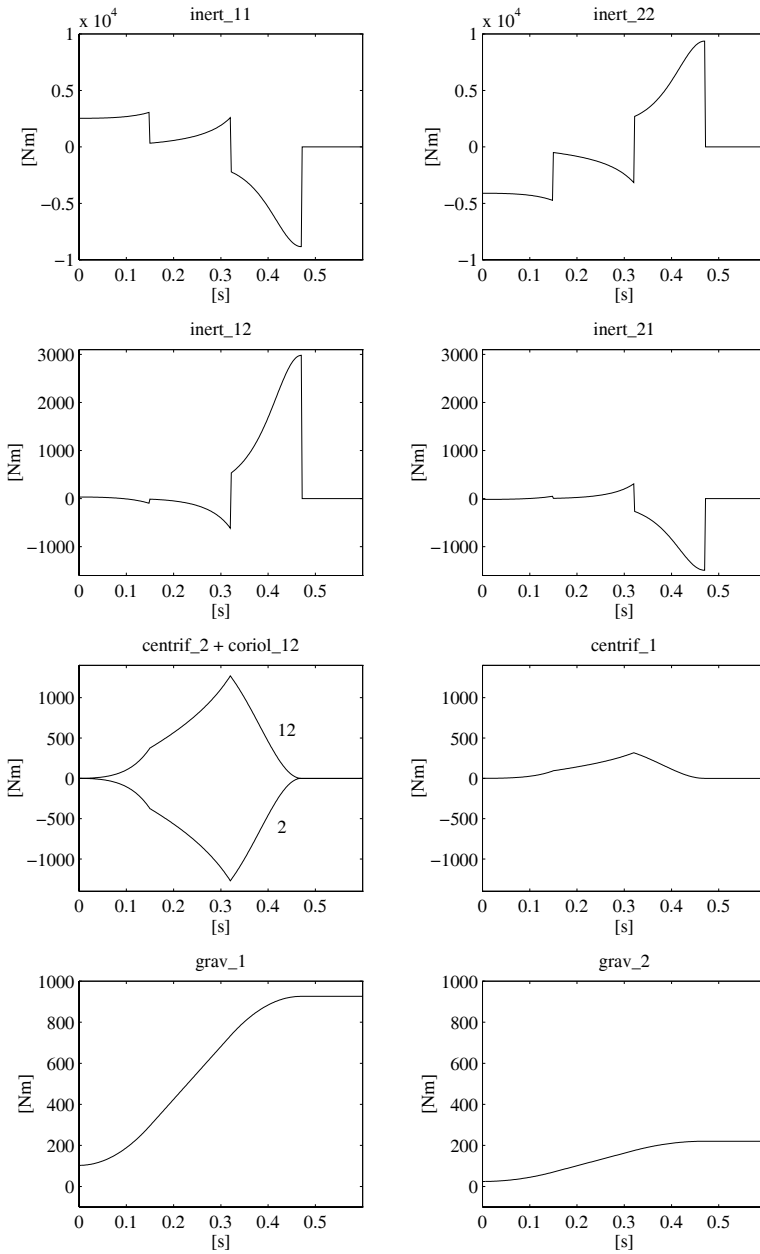 inert_11
x 10^4
1
0.5
0
−0.5
−1
[Nm]
0 0.1 0.2 0.3 0.4 0.5
[s]
inert_22
x 10^4
1
0.5
0
−0.5
−1
[Nm]
0 0.1 0.2 0.3 0.4 0.5
[s]
inert_12
3000
2000
1000
0
−1000
[Nm]
0 0.1 0.2 0.3 0.4 0.5
[s]
inert_21
3000
2000
1000
0
−1000
[Nm]
0 0.1 0.2 0.3 0.4 0.5
[s]
centrif_2 + coriol_12
1000
500
0
−500
−1000
[Nm]
12
2
0 0.1 0.2 0.3 0.4 0.5
[s]
centrif_1
1000
500
0
−500
−1000
[Nm]
0 0.1 0.2 0.3 0.4 0.5
[s]
grav_1
1000
800
600
400
200
0
[Nm]
0 0.1 0.2 0.3 0.4 0.5
[s]
grav_2
1000
800
600
400
200
0
[Nm]
0 0.1 0.2 0.3 0.4 0.5
[s]